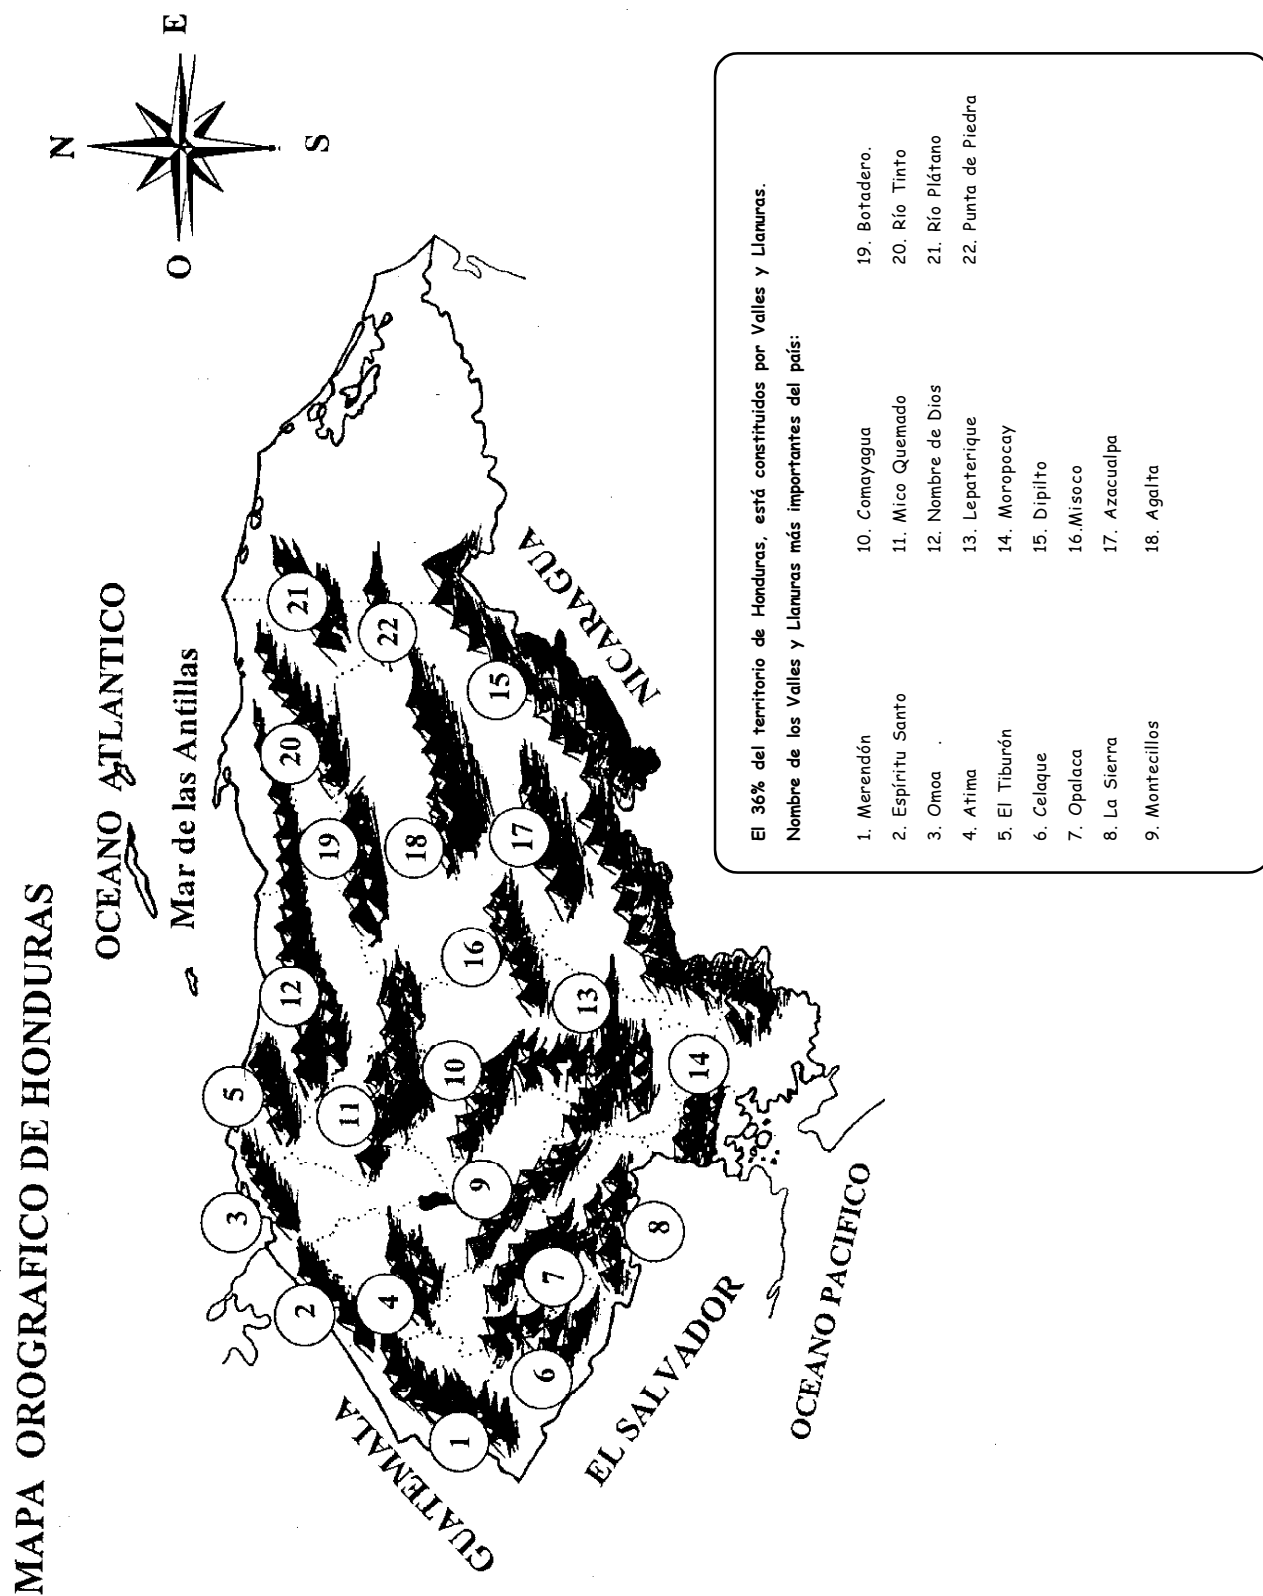 MAPA OROGRAFICO DE HONDURAS
N
E
O
S
OCEANO ATLANTICO
Mar de las Antillas
GUATEMALA
EL SALVADOR
NICARAGUA
OCEANO PACIFICO
1
2
3
4
5
6
7
8
9
10
11
12
13
14
15
16
17
18
19
20
21
22
El 36% del territorio de Honduras, está constituidos por Valles y Llanuras.
Nombre de los Valles y Llanuras más importantes del país:
1. Merendón
2. Espíritu Santo
3. Omoa .
4. Atima
5. El Tiburón
6. Celaque
7. Opalaca
8. La Sierra
9. Montecillos
10. Comayagua
11. Mico Quemado
12. Nombre de Dios
13. Lepaterique
14. Moropocay
15. Dipilto
16.Misoco
17. Azacualpa
18. Agalta
19. Botadero.
20. Río Tinto
21. Río Plátano
22. Punta de Piedra